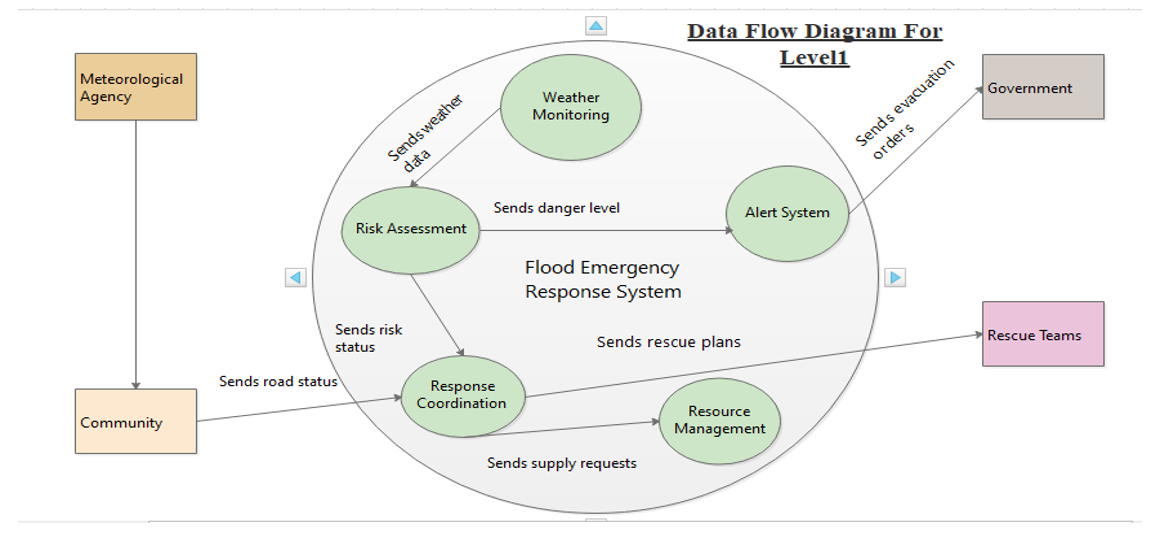 Data Flow Diagram For
Level1
Meteorological
Agency
Weather
Monitoring
Government
Sends weather
data
Sends evacuation
orders
Risk Assessment
Sends danger level
Alert System
Flood Emergency
Response System
Sends risk
status
Sends rescue plans
Rescue Teams
Sends road status
Community
Response
Coordination
Resource
Management
Sends supply requests